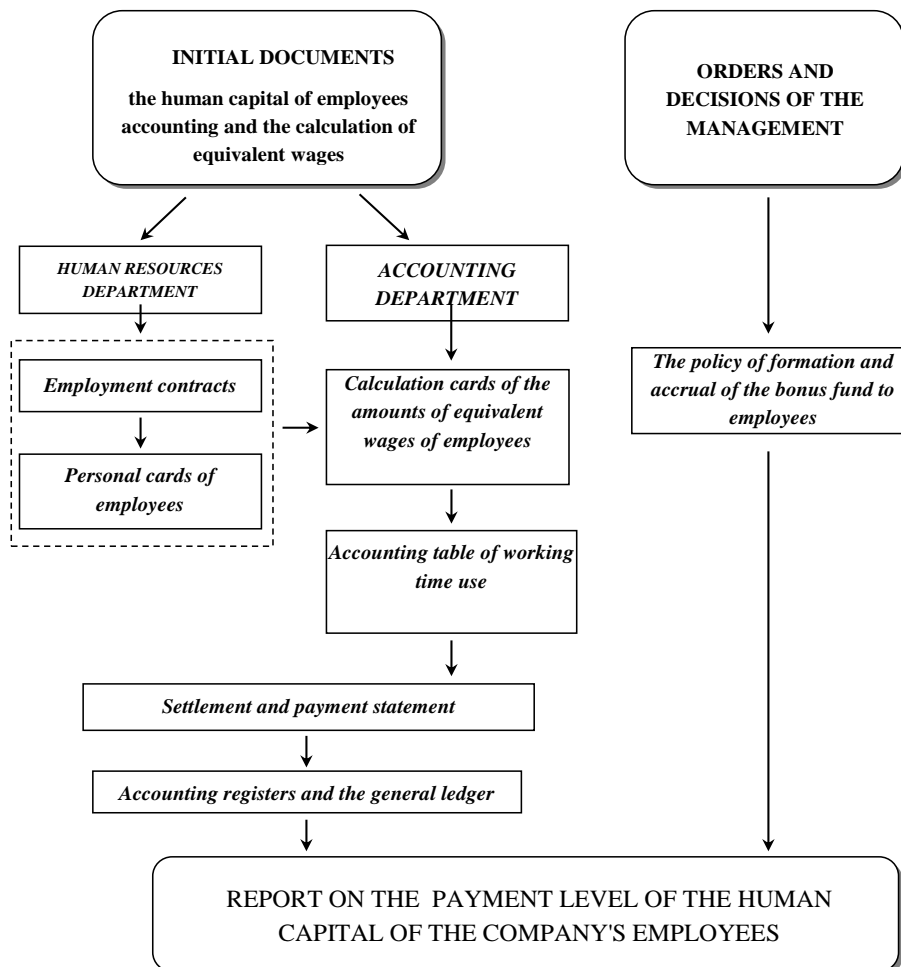 INITIAL DOCUMENTS
the human capital of employees
accounting and the calculation of
equivalent wages
ORDERS AND
DECISIONS OF THE
MANAGEMENT
HUMAN RESOURCES
DEPARTMENT
ACCOUNTING
DEPARTMENT
Employment contracts
Personal cards of
employees
Calculation cards of the
amounts of equivalent
wages of employees
The policy of formation and
accrual of the bonus fund to
employees
Accounting table of working
time use
Settlement and payment statement
Accounting registers and the general ledger
REPORT ON THE PAYMENT LEVEL OF THE HUMAN
CAPITAL OF THE COMPANY'S EMPLOYEES